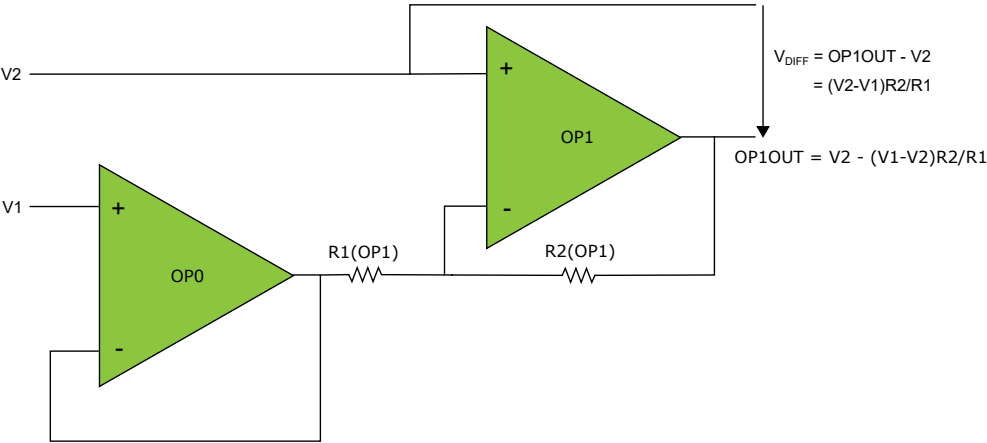 V2
+
OP1
-
V_DIFF = OP1OUT - V2
= (V2-V1)R2/R1
OP1OUT = V2 - (V1-V2)R2/R1
V1
+
OP0
-
R1(OP1)
R2(OP1)